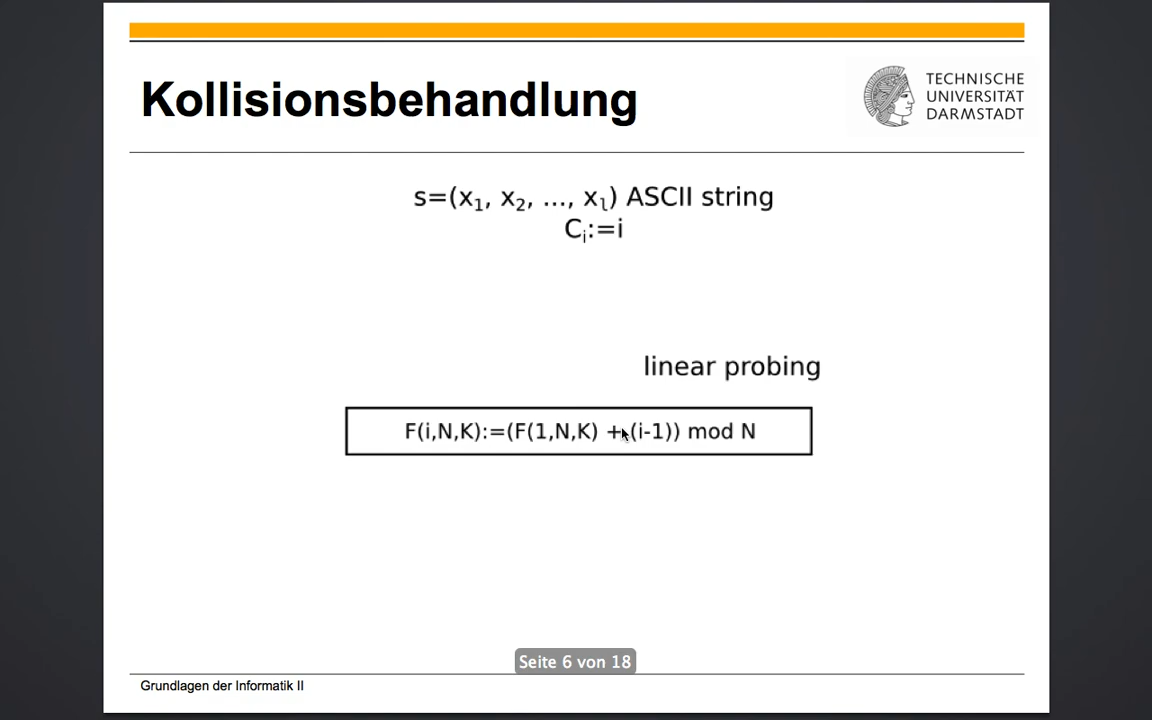 Kollisionsbehandlung
TECHNISCHE
UNIVERSITÄT
DARMSTADT
s=(x₁, x₂, ..., xₗ) ASCII string
Cᵢ:=i
linear probing
F(i,N,K):=(F(1,N,K) + (i-1)) mod N
Seite 6 von 18
Grundlagen der Informatik II